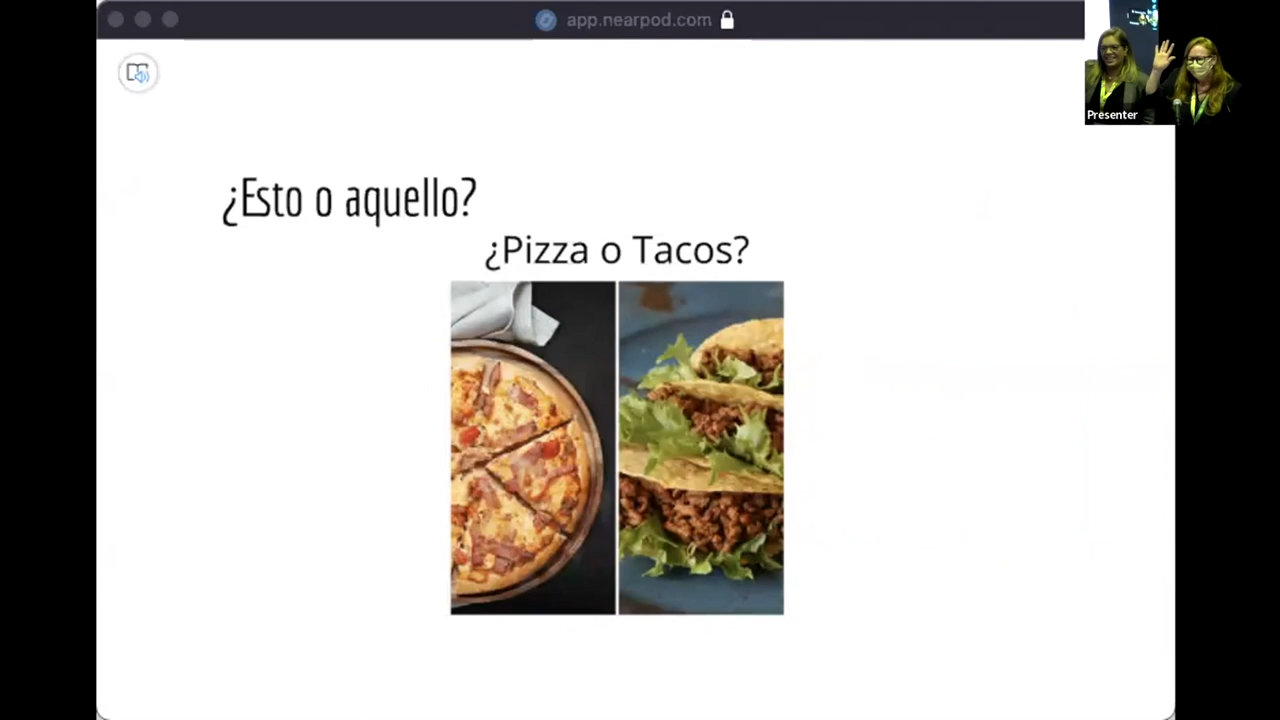 app.nearpod.com
Presenter
¿Esto o aquello?
¿Pizza o Tacos?